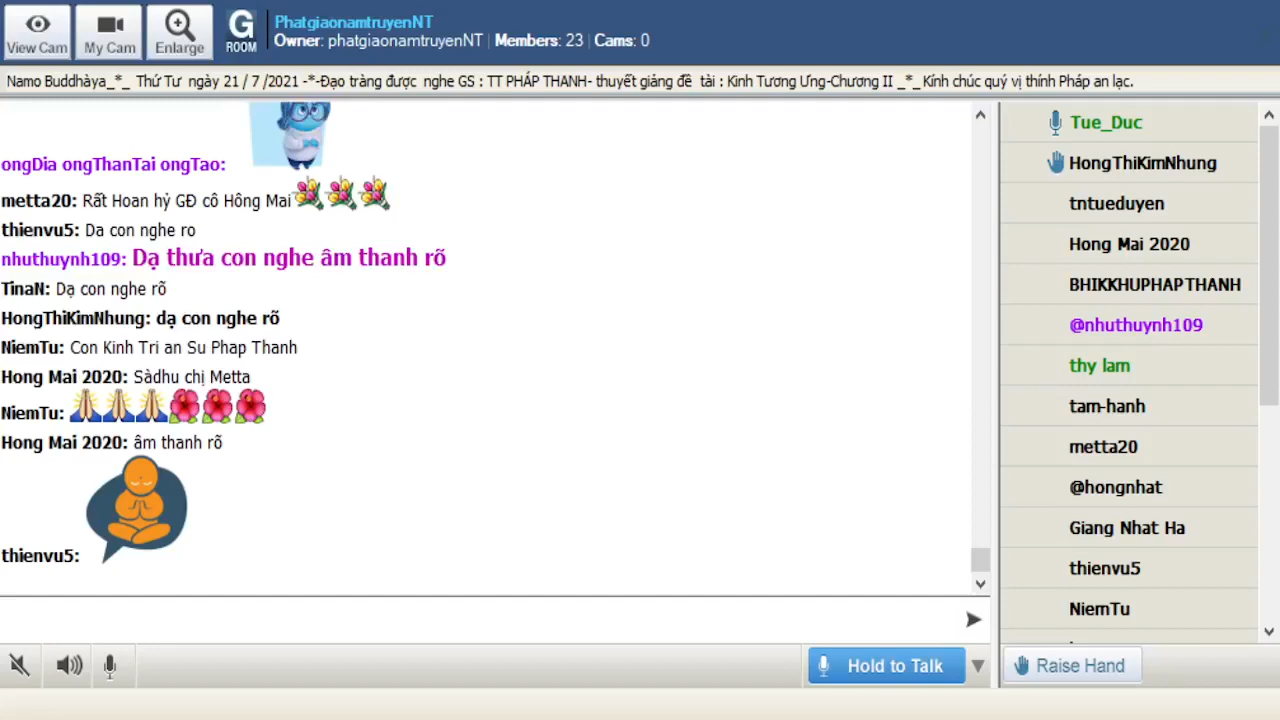 View Cam
My Cam
Enlarge
G
ROOM
PhatgiaonamtruyenNT
Owner: phatgiaonamtruyenNT | Members: 23 | Cams: 0
Namo Buddhàya_*_ Thứ Tư ngày 21 / 7 /2021 -*-Đạo tràng được nghe GS : TT PHÁP THANH- thuyết giảng đề tài : Kinh Tương Ưng-Chương II _*_Kính chúc quý vị thính Pháp an lạc.
ongDia ongThanTai ongTao:
metta20: Rất Hoan hỷ GĐ cô Hông Mai
thienvu5: Da con nghe ro
nhuthuynh109: Dạ thưa con nghe âm thanh rõ
TinaN: Dạ con nghe rõ
HongThiKimNhung: dạ con nghe rõ
NiemTu: Con Kinh Tri an Su Phap Thanh
Hong Mai 2020: Sàdhu chị Metta
NiemTu:
Hong Mai 2020: âm thanh rõ
thienvu5:
Hold to Talk
Tue_Duc
HongThiKimNhung
tntueduyen
Hong Mai 2020
BHIKKHUPHAPTHANH
@nhuthuynh109
thy lam
tam-hanh
metta20
@hongnhat
Giang Nhat Ha
thienvu5
NiemTu
Raise Hand